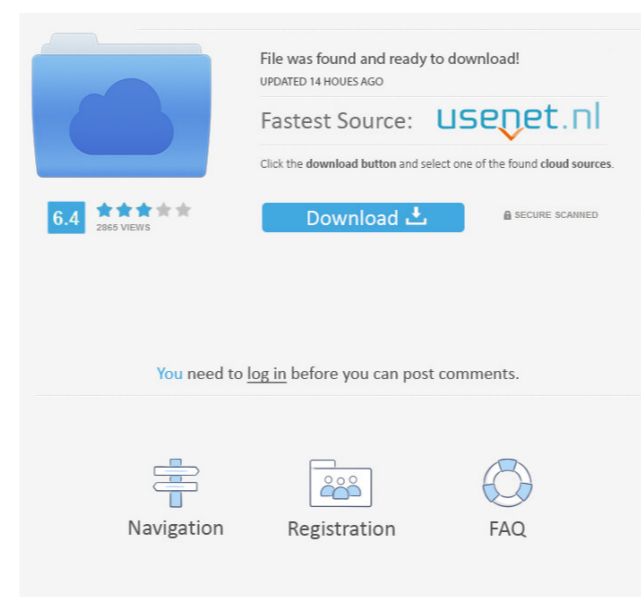 File was found and ready to download!
UPDATED 14 HOUES AGO
Fastest Source: usenet.nl
Click the download button and select one of the found cloud sources.
6.4
2865 VIEWS
Download
SECURE SCANNED
You need to log in before you can post comments.
Navigation Registration FAQ